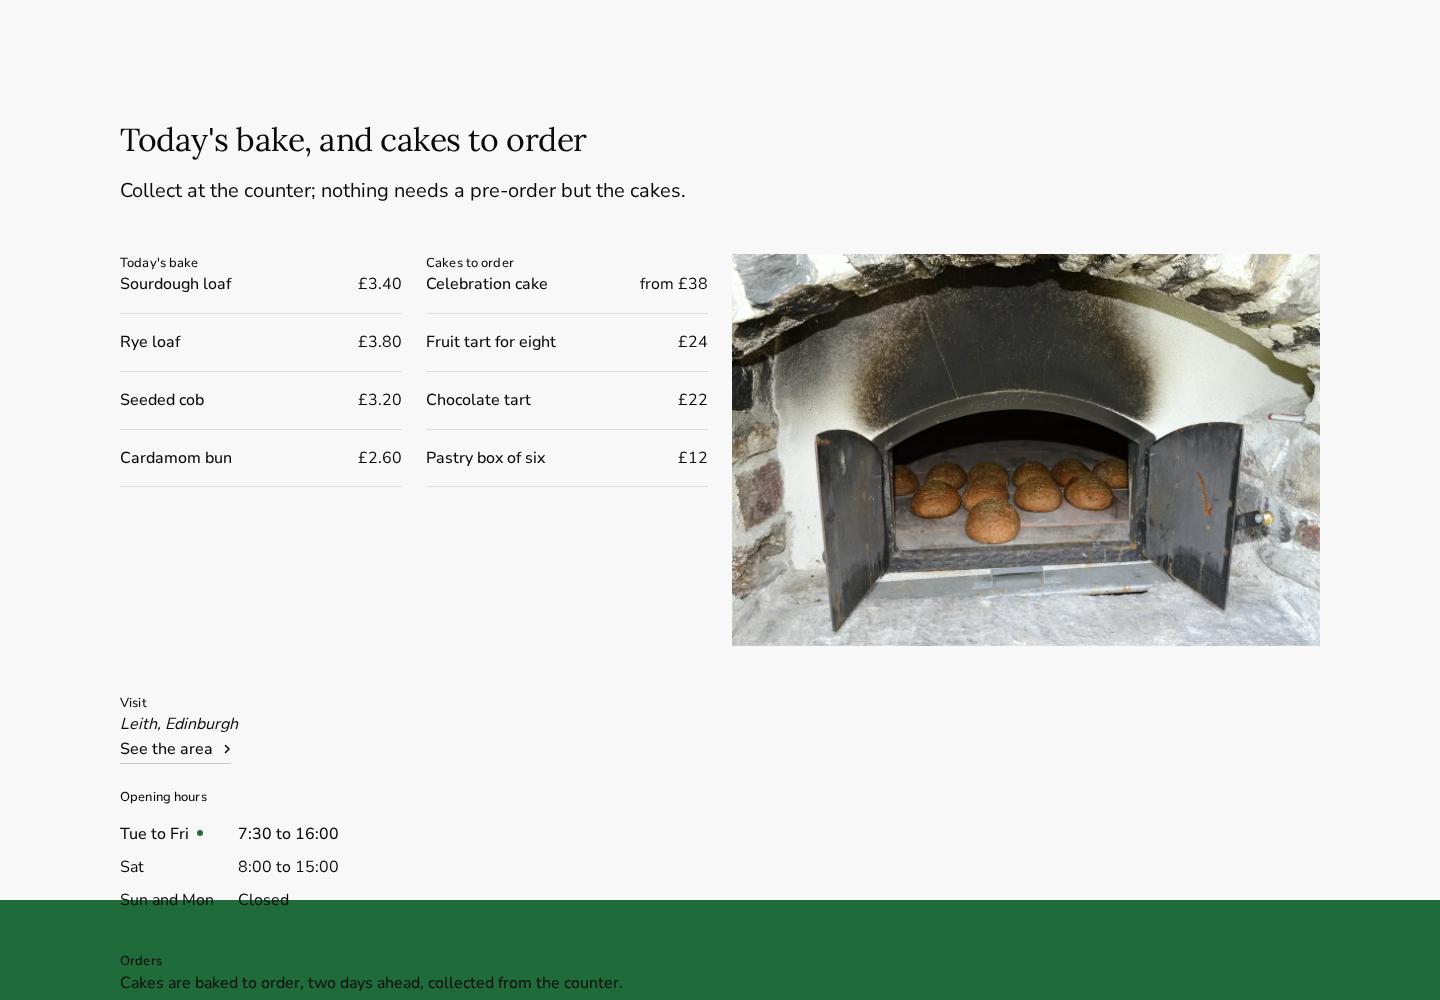 Today's bake, and cakes to order
Collect at the counter; nothing needs a pre-order but the cakes.
Today's bake
Sourdough loaf £3.40
Rye loaf £3.80
Seeded cob £3.20
Cardamom bun £2.60
Cakes to order
Celebration cake from £38
Fruit tart for eight £24
Chocolate tart £22
Pastry box of six £12
Visit
Leith, Edinburgh
See the area
Opening hours
Tue to Fri 7:30 to 16:00
Sat 8:00 to 15:00
Sun and Mon Closed
Orders
Cakes are baked to order, two days ahead, collected from the counter.